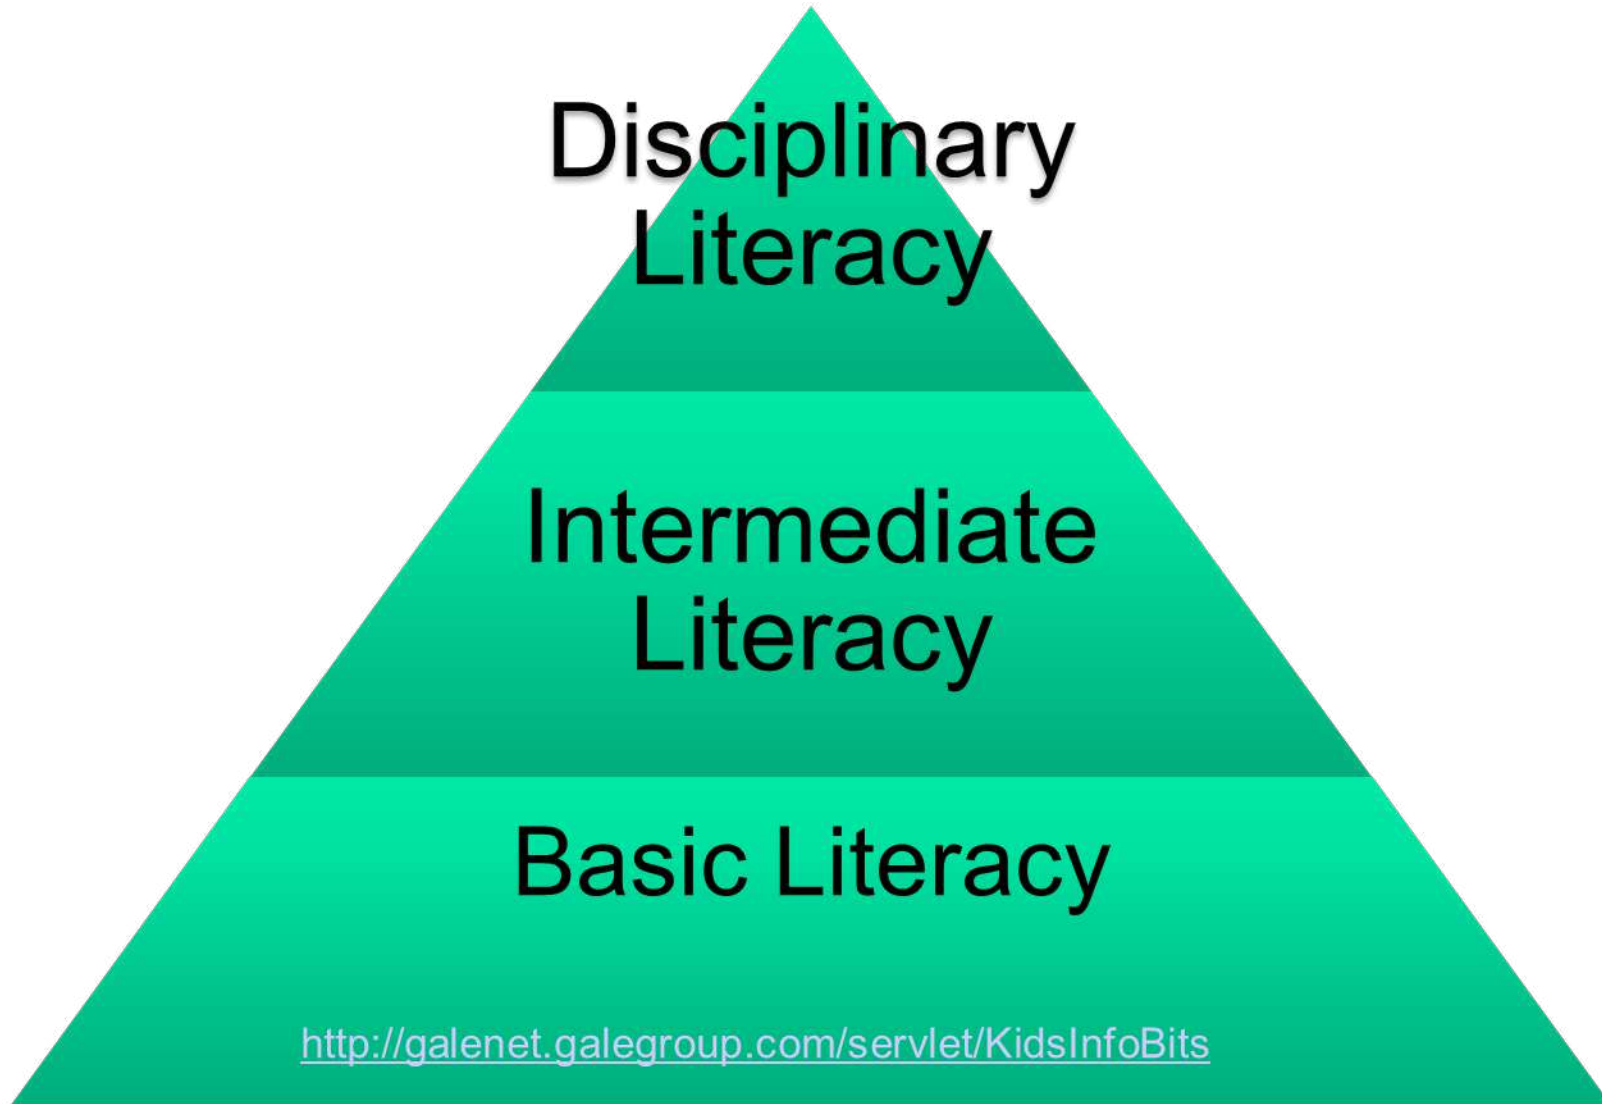 Disciplinary
Literacy
Intermediate
Literacy
Basic Literacy
http://galenet.galegroup.com/servlet/KidsInfoBits